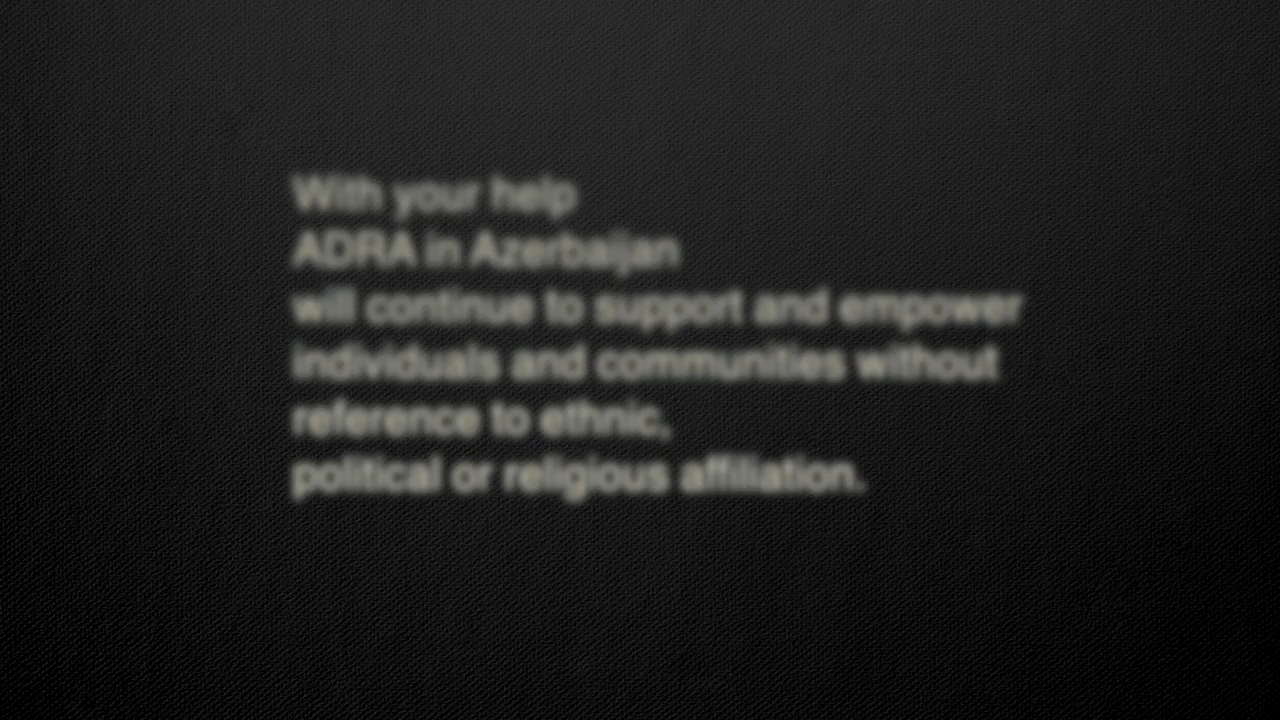 With your help
ADRA in Azerbaijan
will continue to support and empower
individuals and communities without
reference to ethnic,
political or religious affiliation.